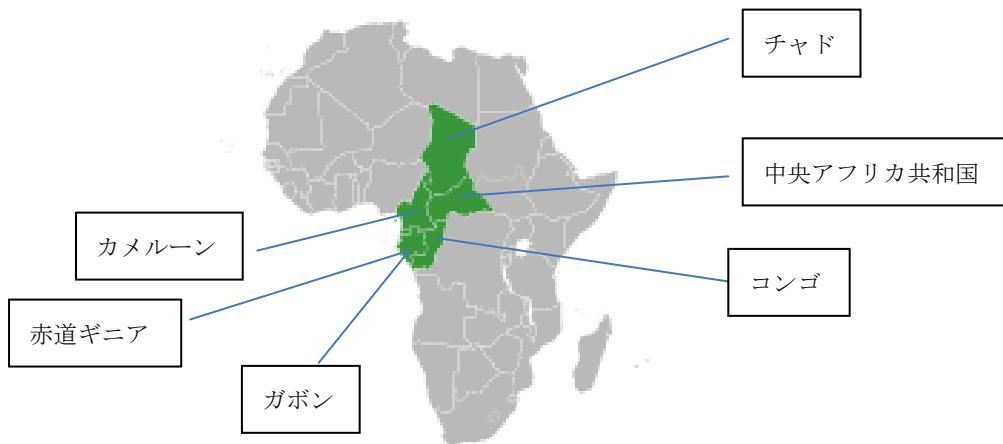 チャド
中央アフリカ共和国
カメルーン
コンゴ
赤道ギニア
ガボン